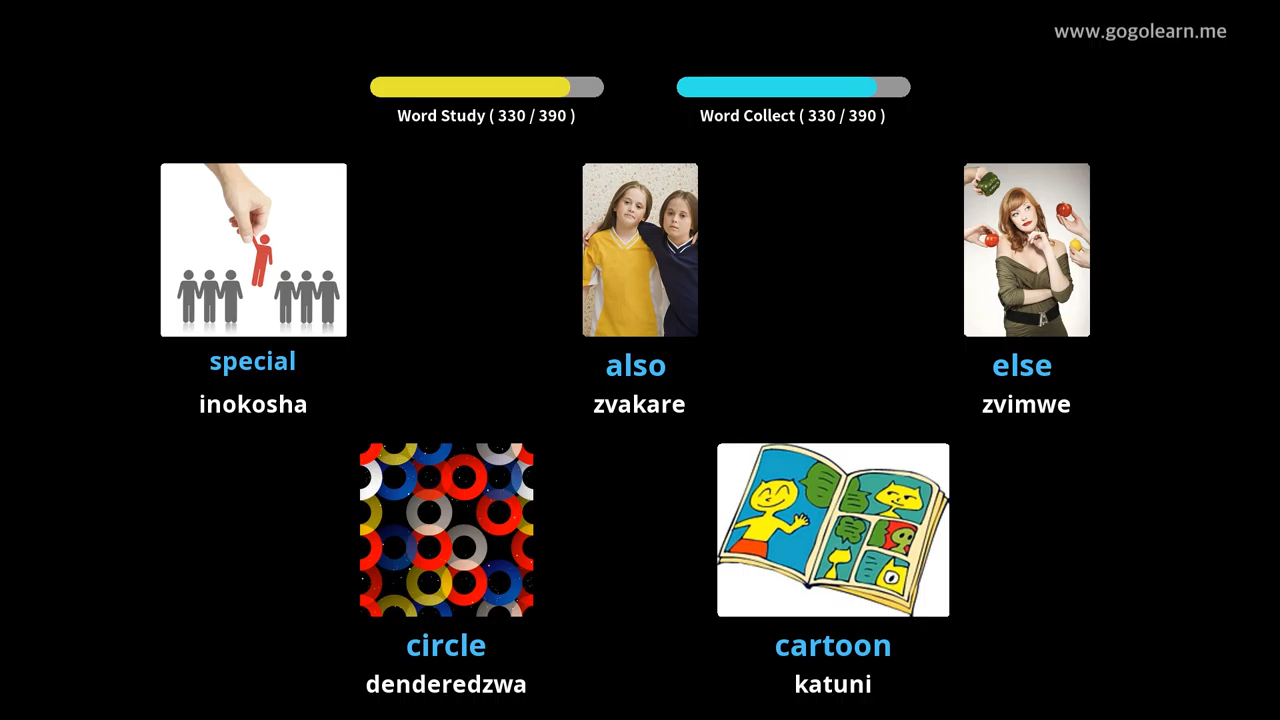 www.gogolearn.me
Word Study ( 330 / 390 )
Word Collect ( 330 / 390 )
special
also
else
inokosha
zvakare
zvimwe
circle
cartoon
denderedzwa
katuni